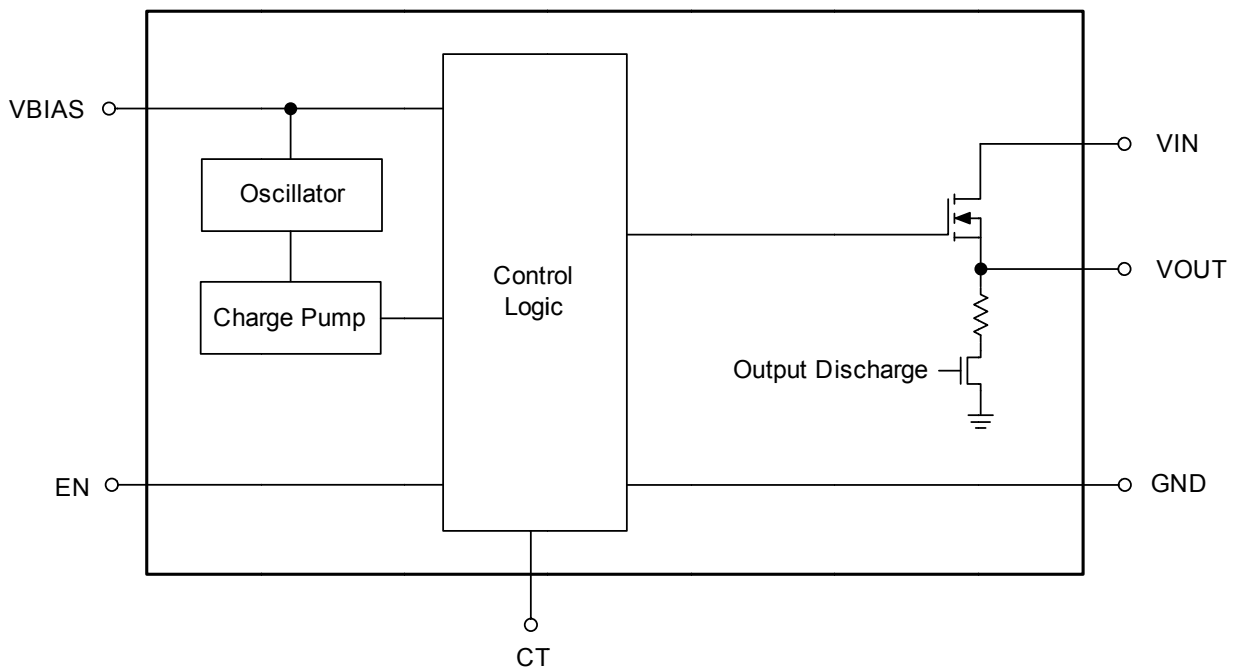 VBIAS
VIN
Oscillator
VOUT
Control
Logic
Charge Pump
Output Discharge
EN
GND
CT